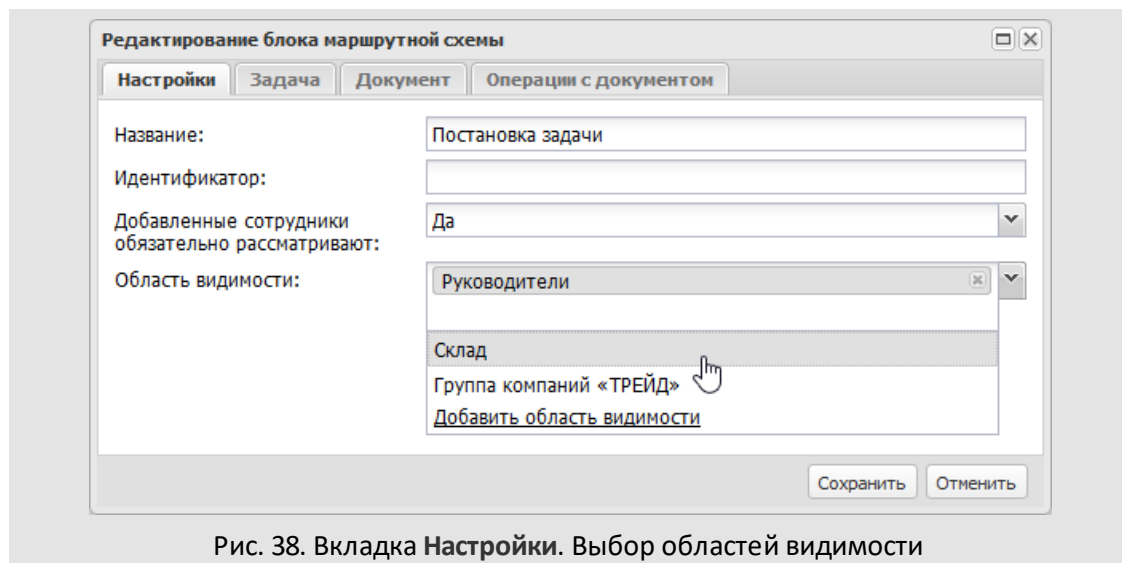 Редактирование блока маршрутной схемы
Настройки Задача Документ Операции с документом
Название: Постановка задачи
Идентификатор:
Добавленные сотрудники Да
обязательно рассматривают:
Область видимости: Руководители
Склад
Группа компаний «ТРЕЙД»
Добавить область видимости
Сохранить Отменить
Рис. 38. Вкладка Настройки. Выбор областей видимости